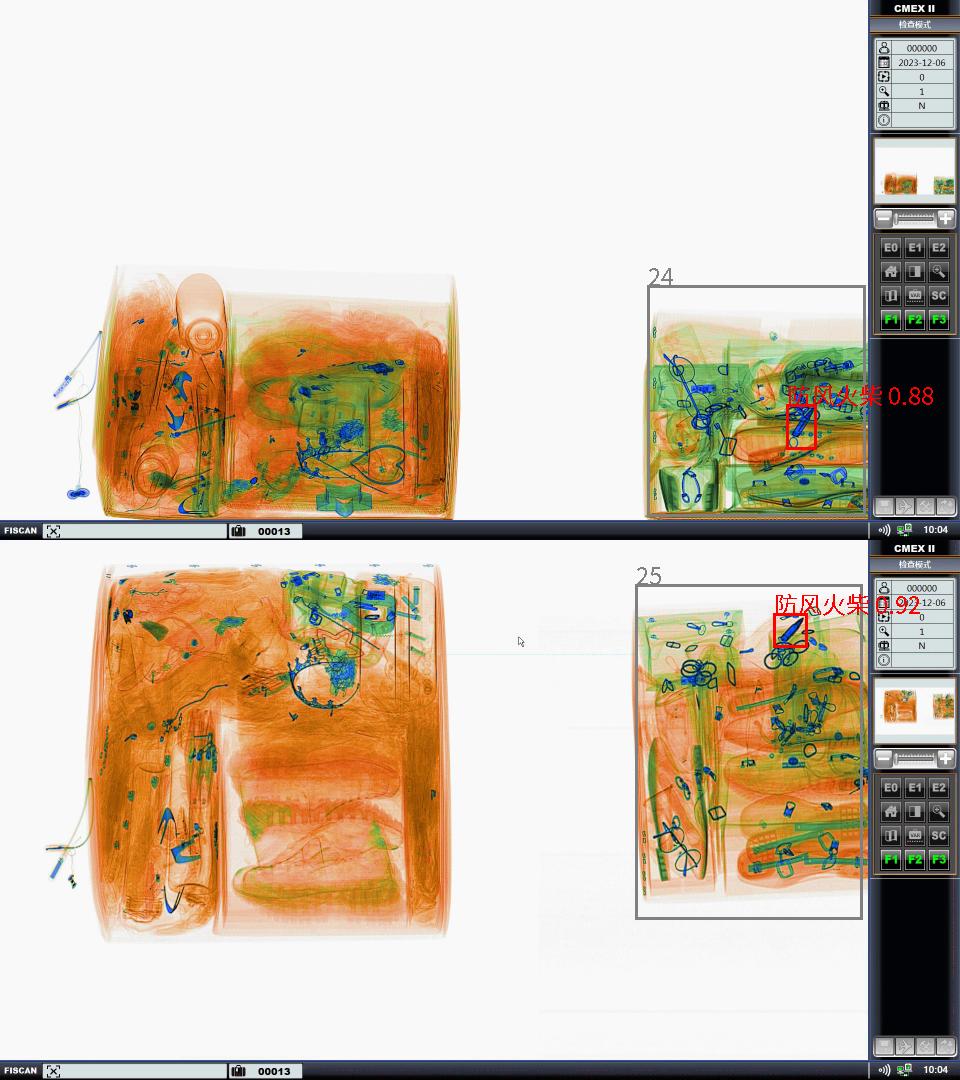 CMEX II
检查模式
000000
2023-12-06
0
1
N
E0 E1 E2
SC
F1 F2 F3
24
防风火柴 0.88
FISCAN
00013
10:04
CMEX II
检查模式
000000
25
防风火柴 0.92
0
1
N
E0 E1 E2
SC
F1 F2 F3
FISCAN
00013
10:04